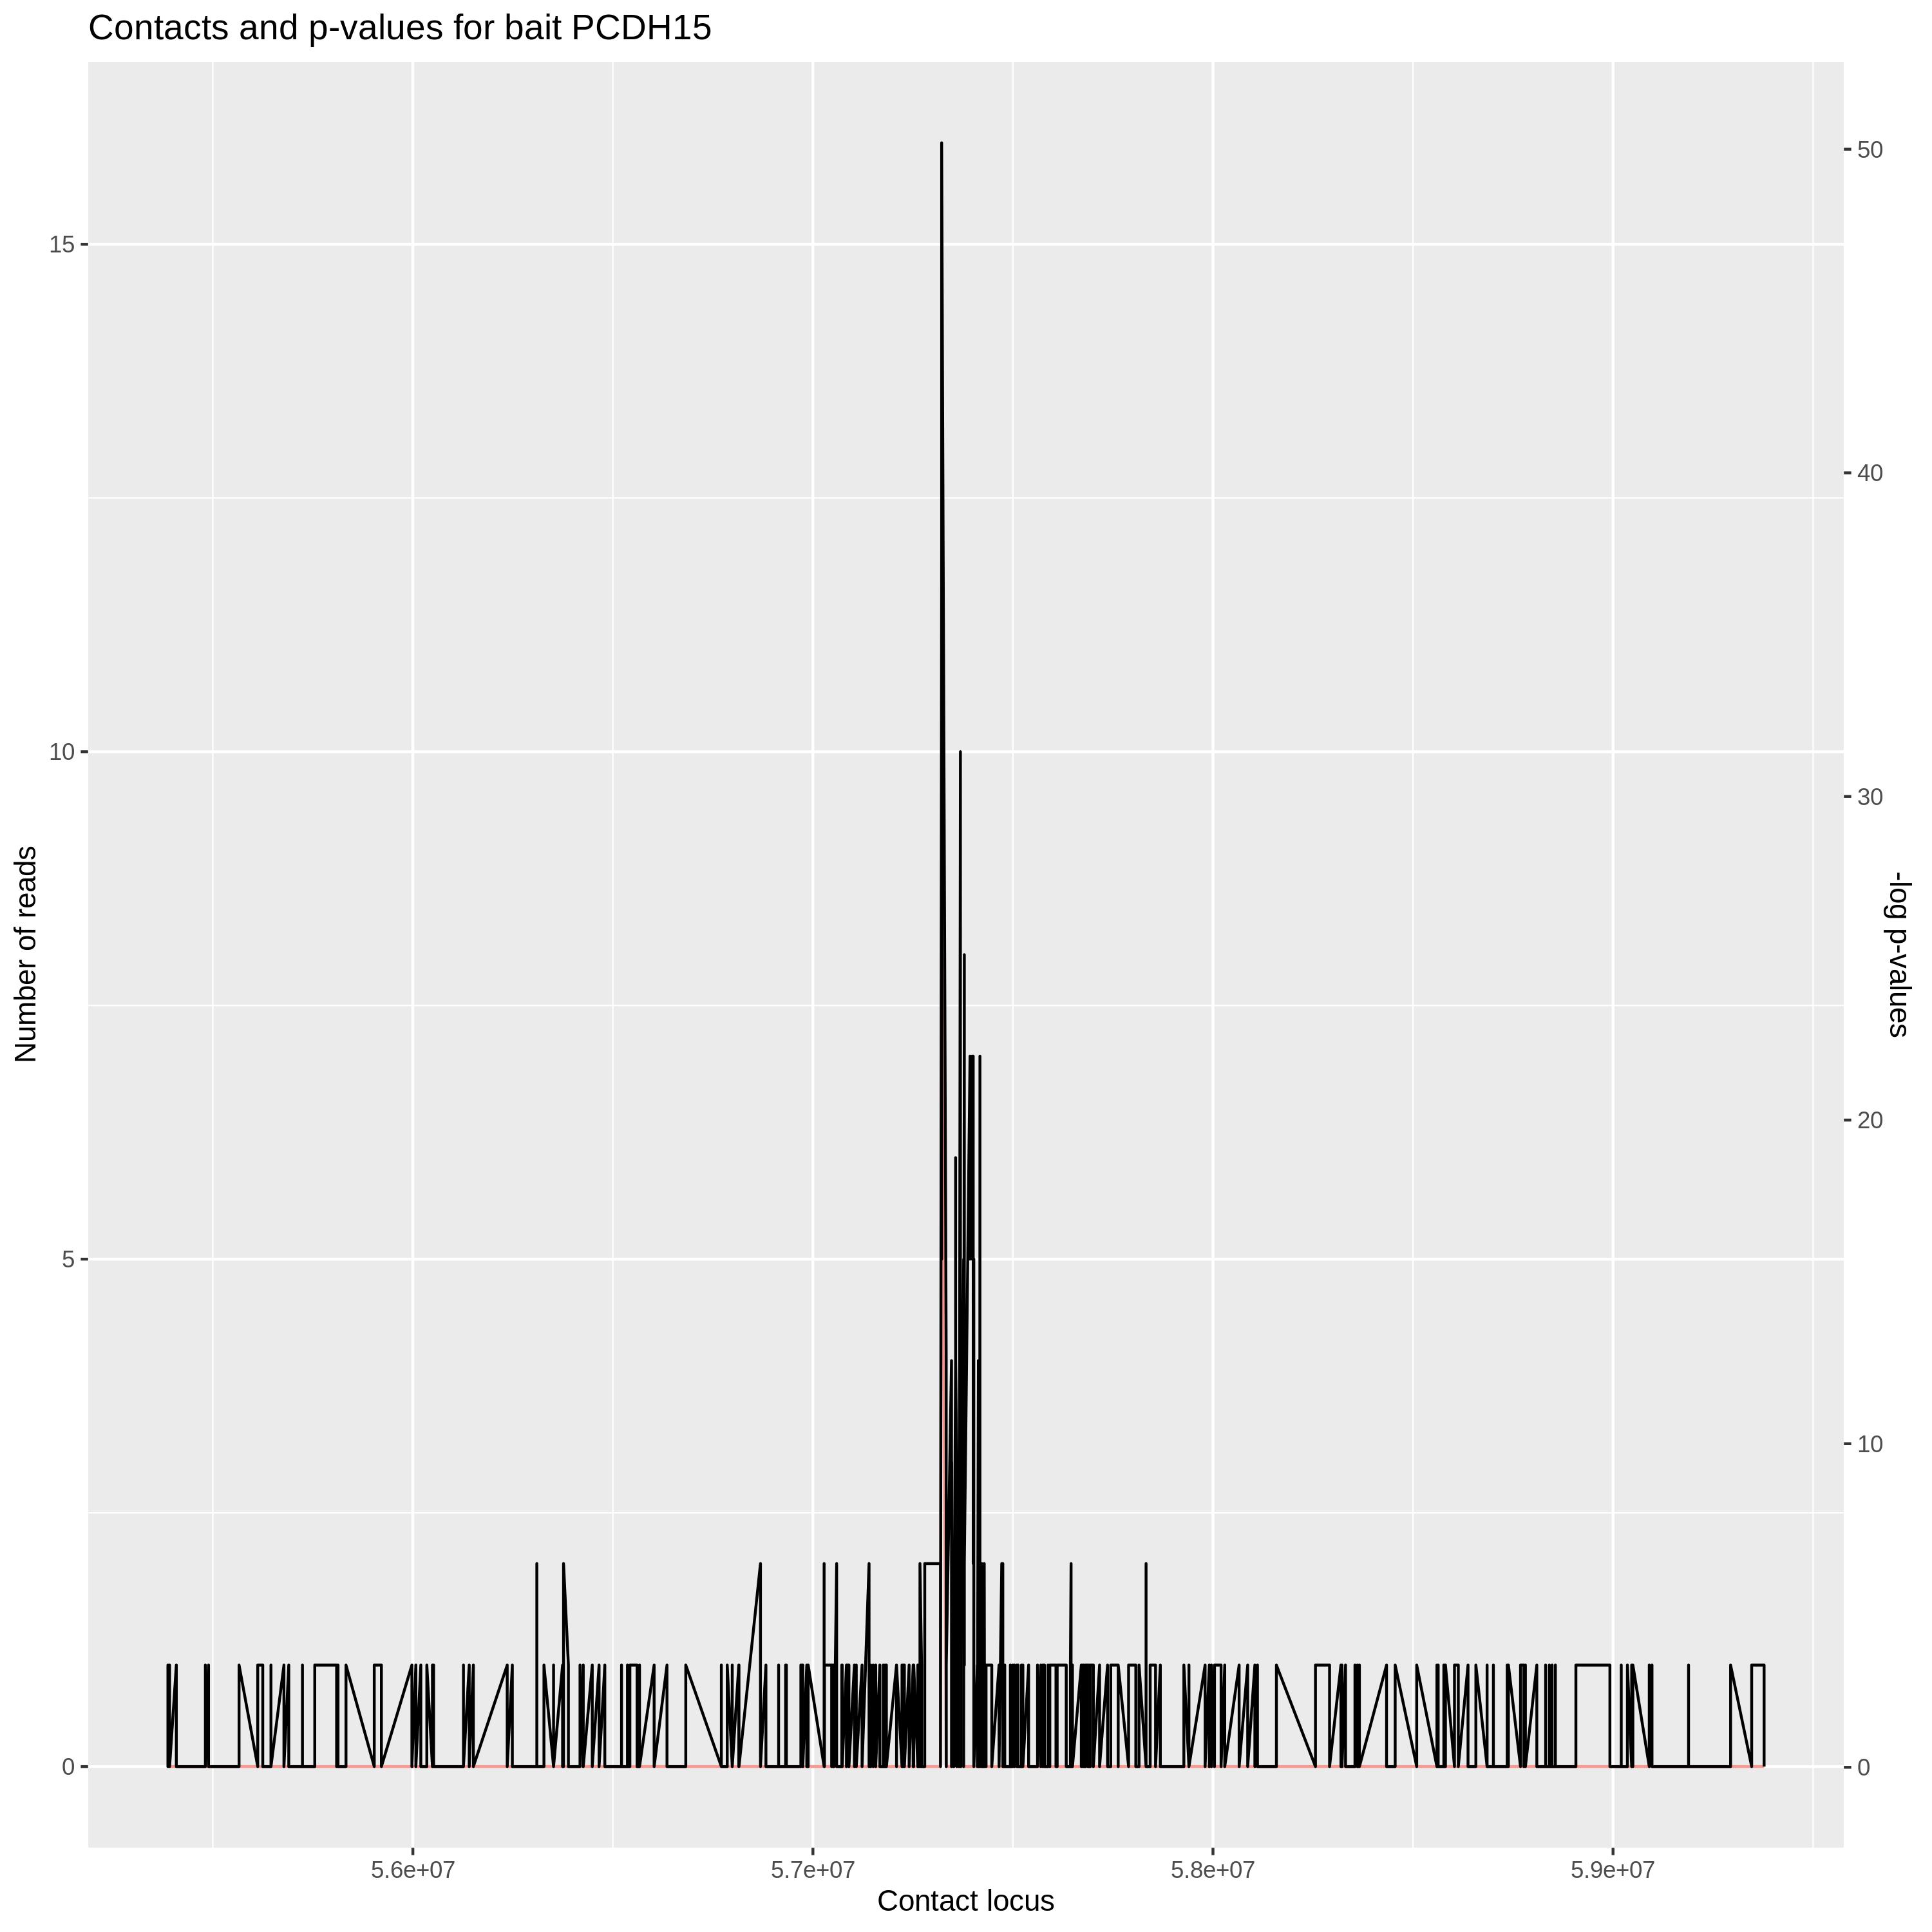 Contacts and p-values for bait PCDH15
Number of reads
15
10
5
0
50
40
30
20
10
0
-log p-values
5.6e+07
5.7e+07
5.8e+07
5.9e+07
Contact locus